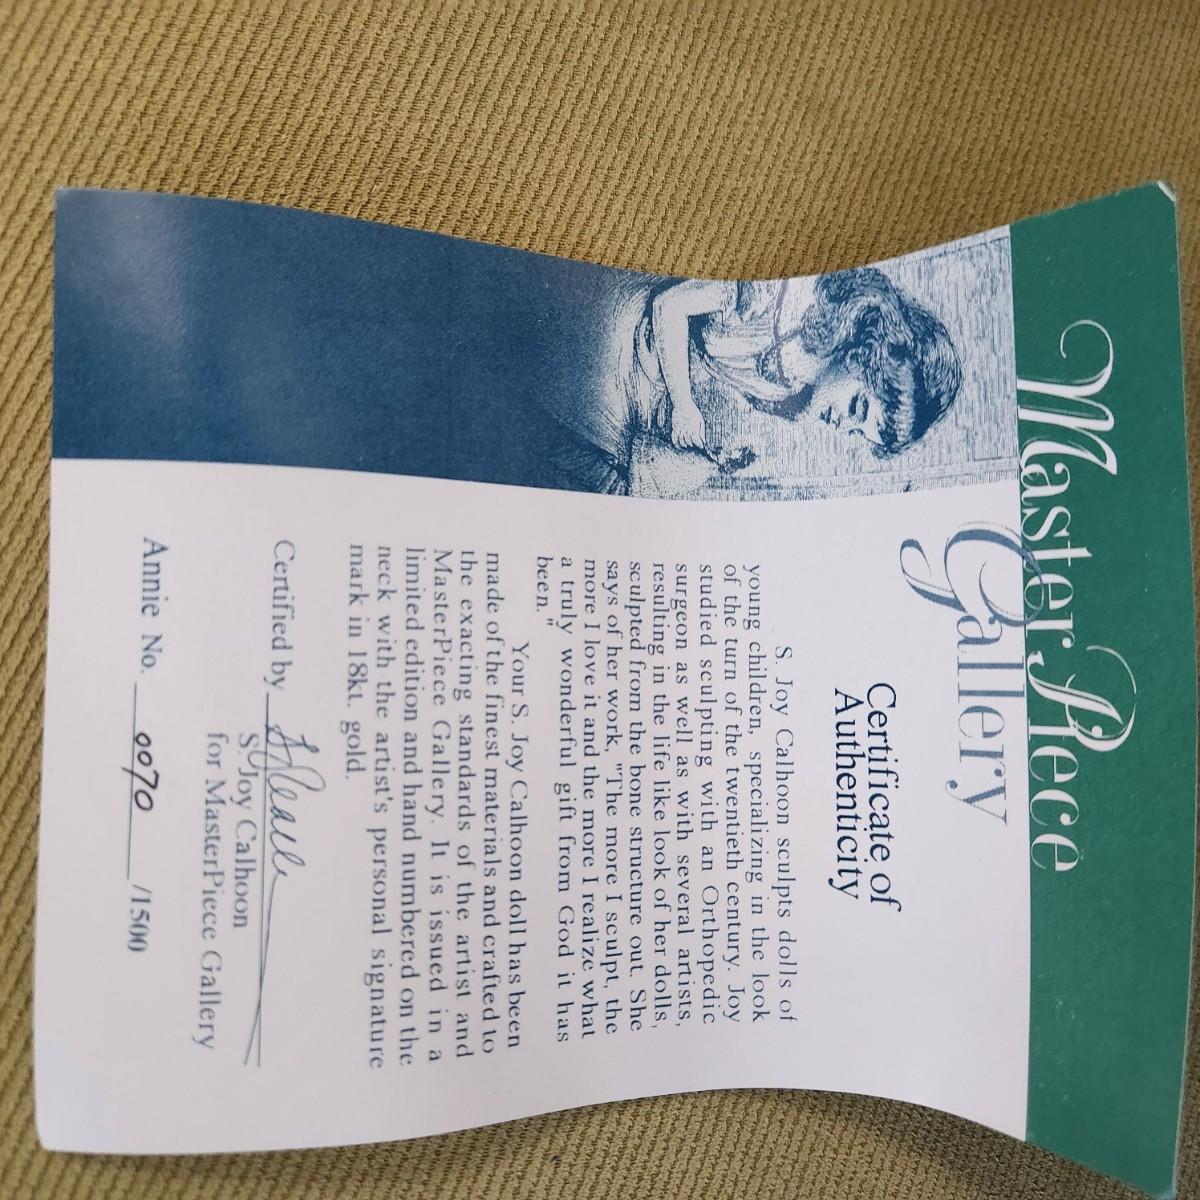 MasterPiece
Gallery
Certificate of
Authenticity
S. Joy Calhoon sculpts dolls of
young children, specializing in the look
of the turn of the twentieth century. Joy
studied sculpting with an Orthopedic
surgeon as well as with several artists,
resulting in the life like look of her dolls,
sculpted from the bone structure out. She
says of her work, "The more I sculpt, the
more I love it and the more I realize what
a truly wonderful gift from God it has
been."
Your S. Joy Calhoon doll has been
made of the finest materials and crafted to
the exacting standards of the artist and
MasterPiece Gallery. It is issued in a
limited edition and hand numbered on the
neck with the artist's personal signature
mark in 18kt. gold.
Certified by
S. Joy Calhoon
for MasterPiece Gallery
Annie No. 0070 /1500